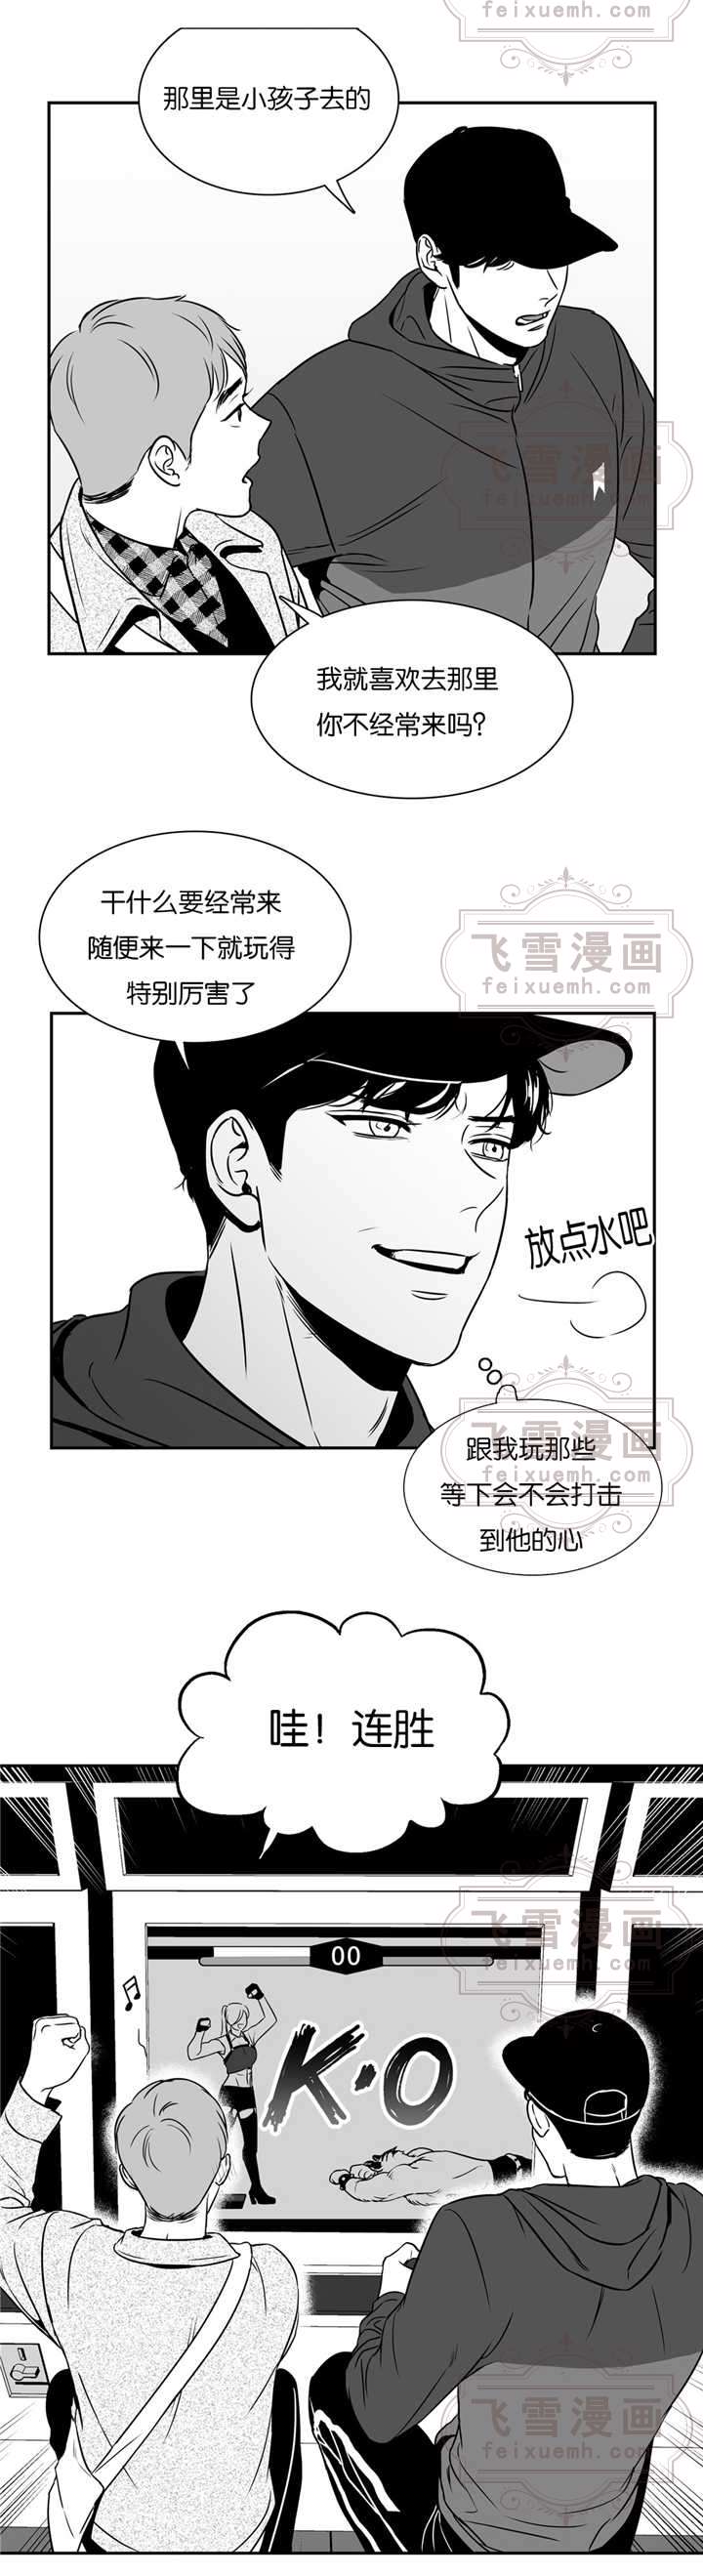 feixuemh.com
那里是小孩子去的
飞雪漫画
feixuemh.com
我就喜欢去那里
你不经常来吗?
干什么要经常来
随便来一下就玩得
特别厉害了
飞雪漫画
feixuemh.com
放点水吧
飞雪漫画
feixuemh.com
跟我玩那些
等下会不会打击
到他的心
哇！连胜
飞雪漫画
feixuemh.com
00
K·O
飞雪漫画
feixuemh.com